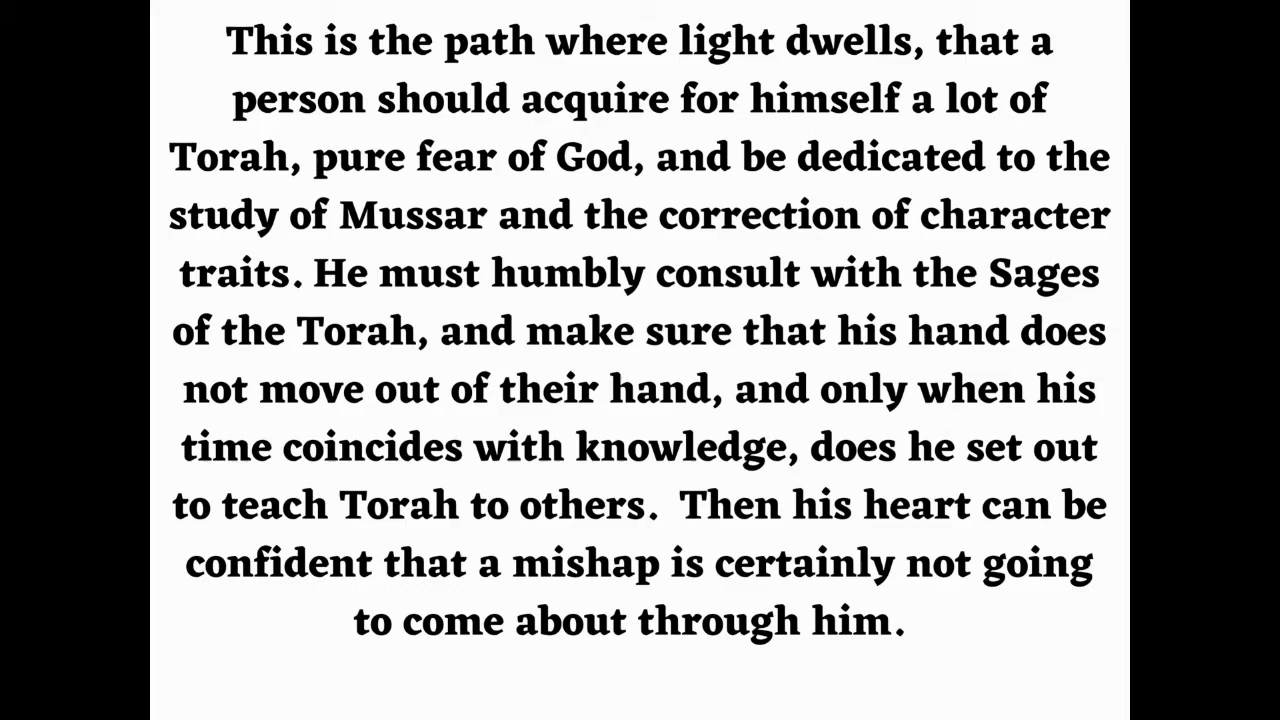 This is the path where light dwells, that a
person should acquire for himself a lot of
Torah, pure fear of God, and be dedicated to the
study of Mussar and the correction of character
traits. He must humbly consult with the Sages
of the Torah, and make sure that his hand does
not move out of their hand, and only when his
time coincides with knowledge, does he set out
to teach Torah to others.  Then his heart can be
confident that a mishap is certainly not going
to come about through him.